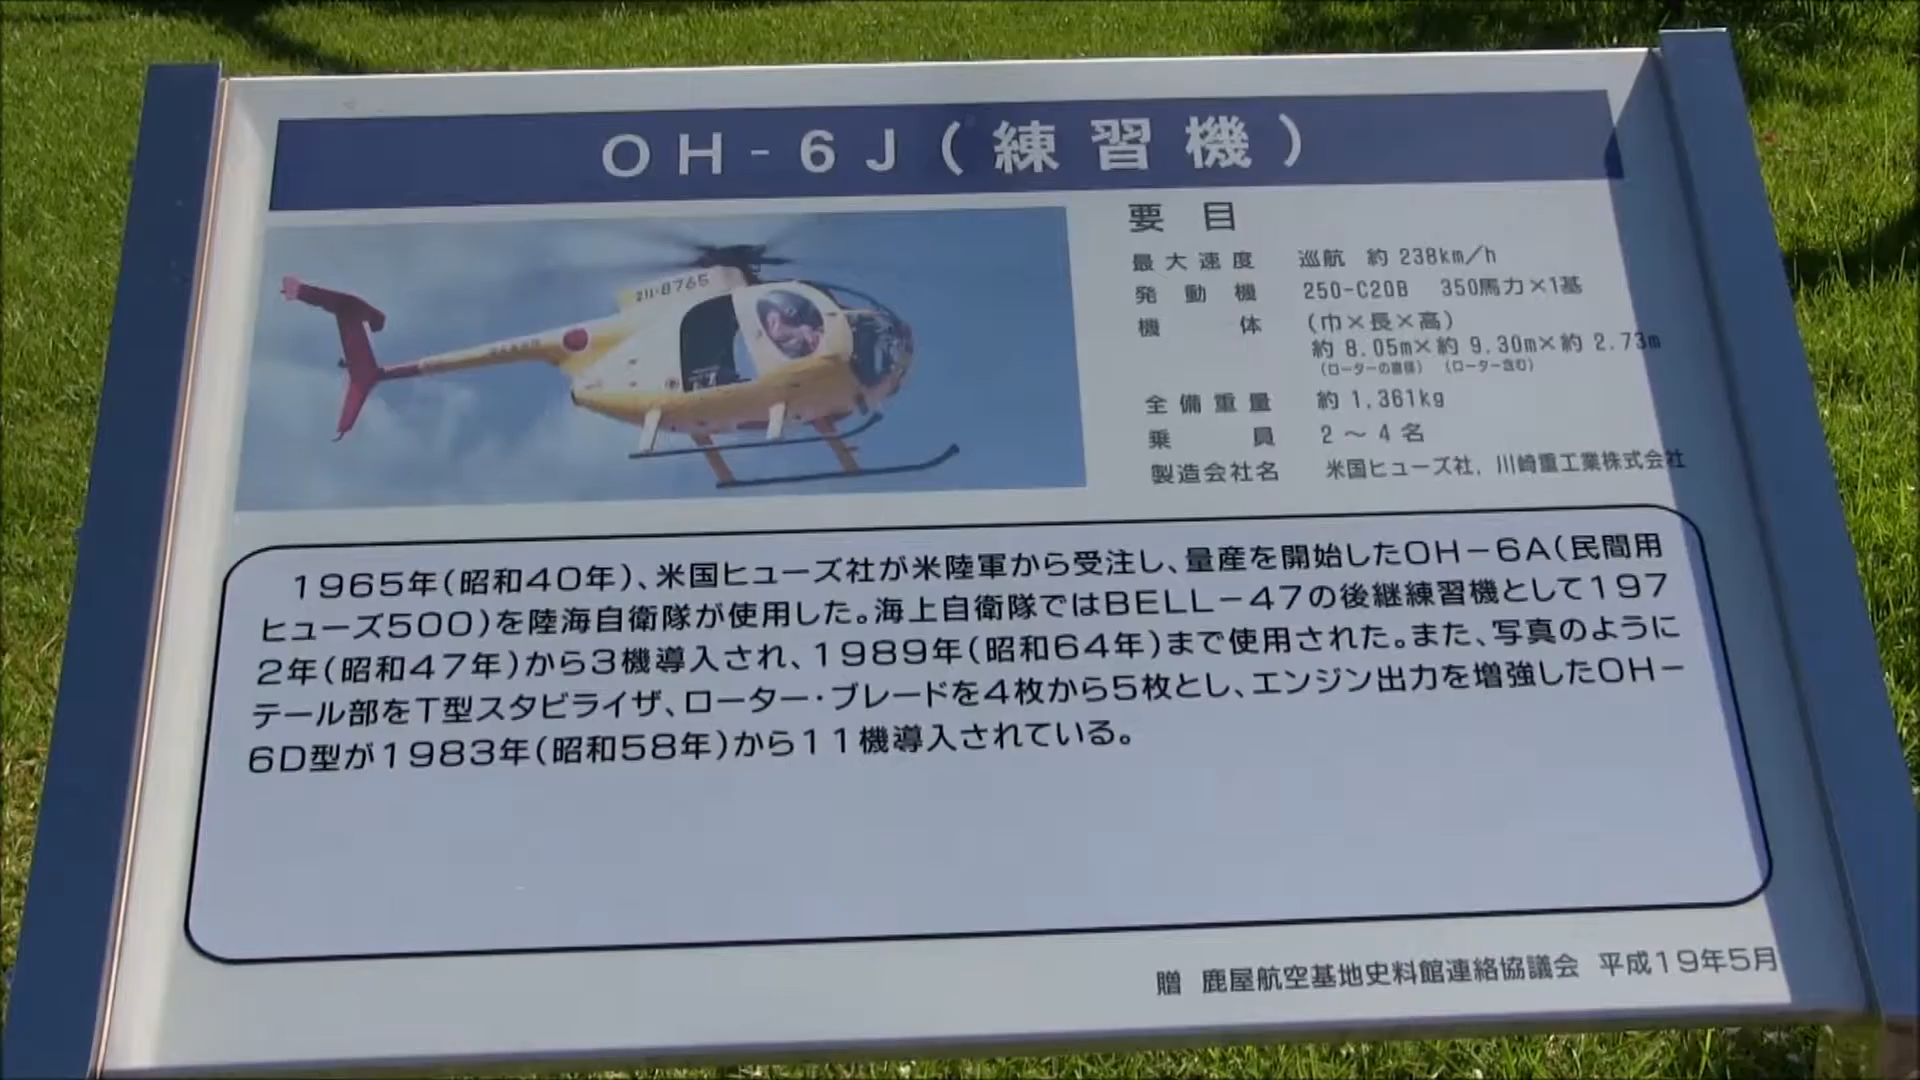 OH-6J(練習機)
要目
最大速度 巡航 約238km/h
発動機 250-C20B 350馬力×1基
機体 (巾×長×高)
約8.05m×約9.30m×約2.73m
(ローターの直径) (ローター含む)
全備重量 約1,361kg
乗員 2～4名
製造会社名 米国ヒューズ社, 川崎重工業株式会社
1965年(昭和40年)、米国ヒューズ社が米陸軍から受注し、量産を開始したOH-6A(民間用
ヒューズ500)を陸海自衛隊が使用した。海上自衛隊ではBELL-47の後継練習機として197
2年(昭和47年)から3機導入され、1989年(昭和64年)まで使用された。また、写真のように
テール部をT型スタビライザ、ローター・ブレードを4枚から5枚とし、エンジン出力を増強したOH-
6D型が1983年(昭和58年)から11機導入されている。
贈 鹿屋航空基地史料館連絡協議会 平成19年5月